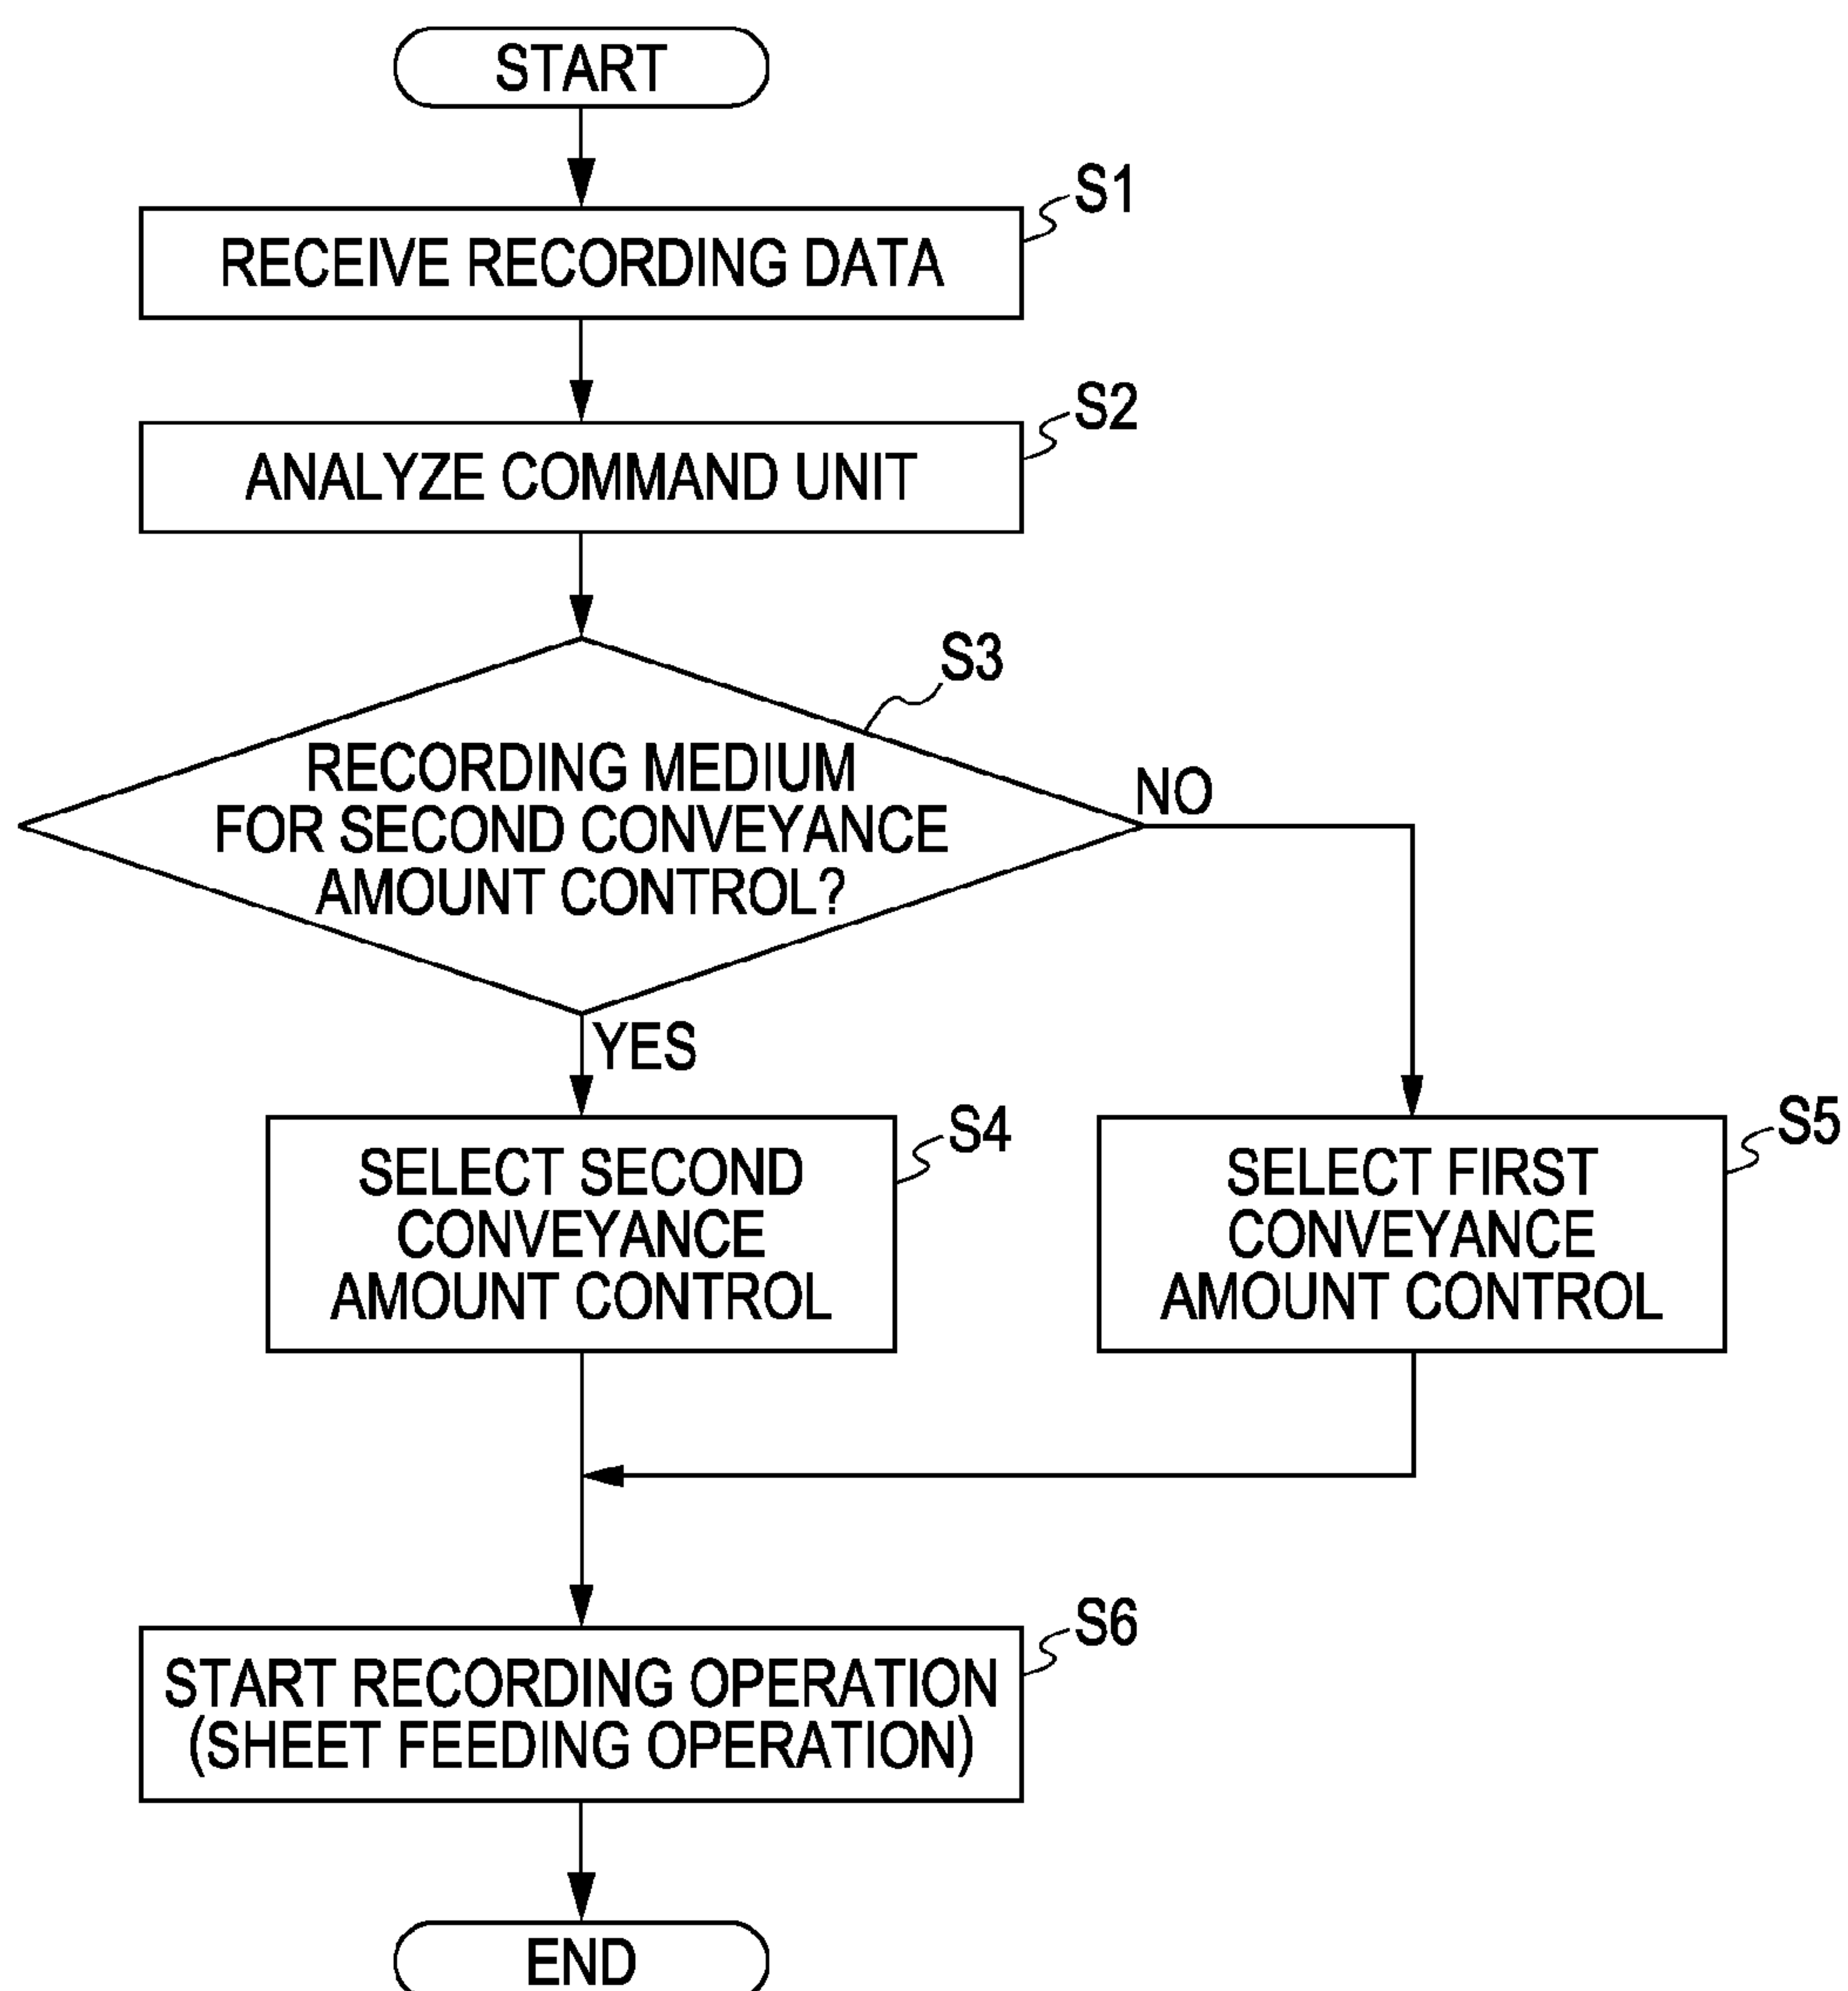 START
S1
RECEIVE RECORDING DATA
S2
ANALYZE COMMAND UNIT
S3
RECORDING MEDIUM
FOR SECOND CONVEYANCE
AMOUNT CONTROL?
NO
YES
S4
SELECT SECOND
CONVEYANCE
AMOUNT CONTROL
S5
SELECT FIRST
CONVEYANCE
AMOUNT CONTROL
S6
START RECORDING OPERATION
(SHEET FEEDING OPERATION)
END